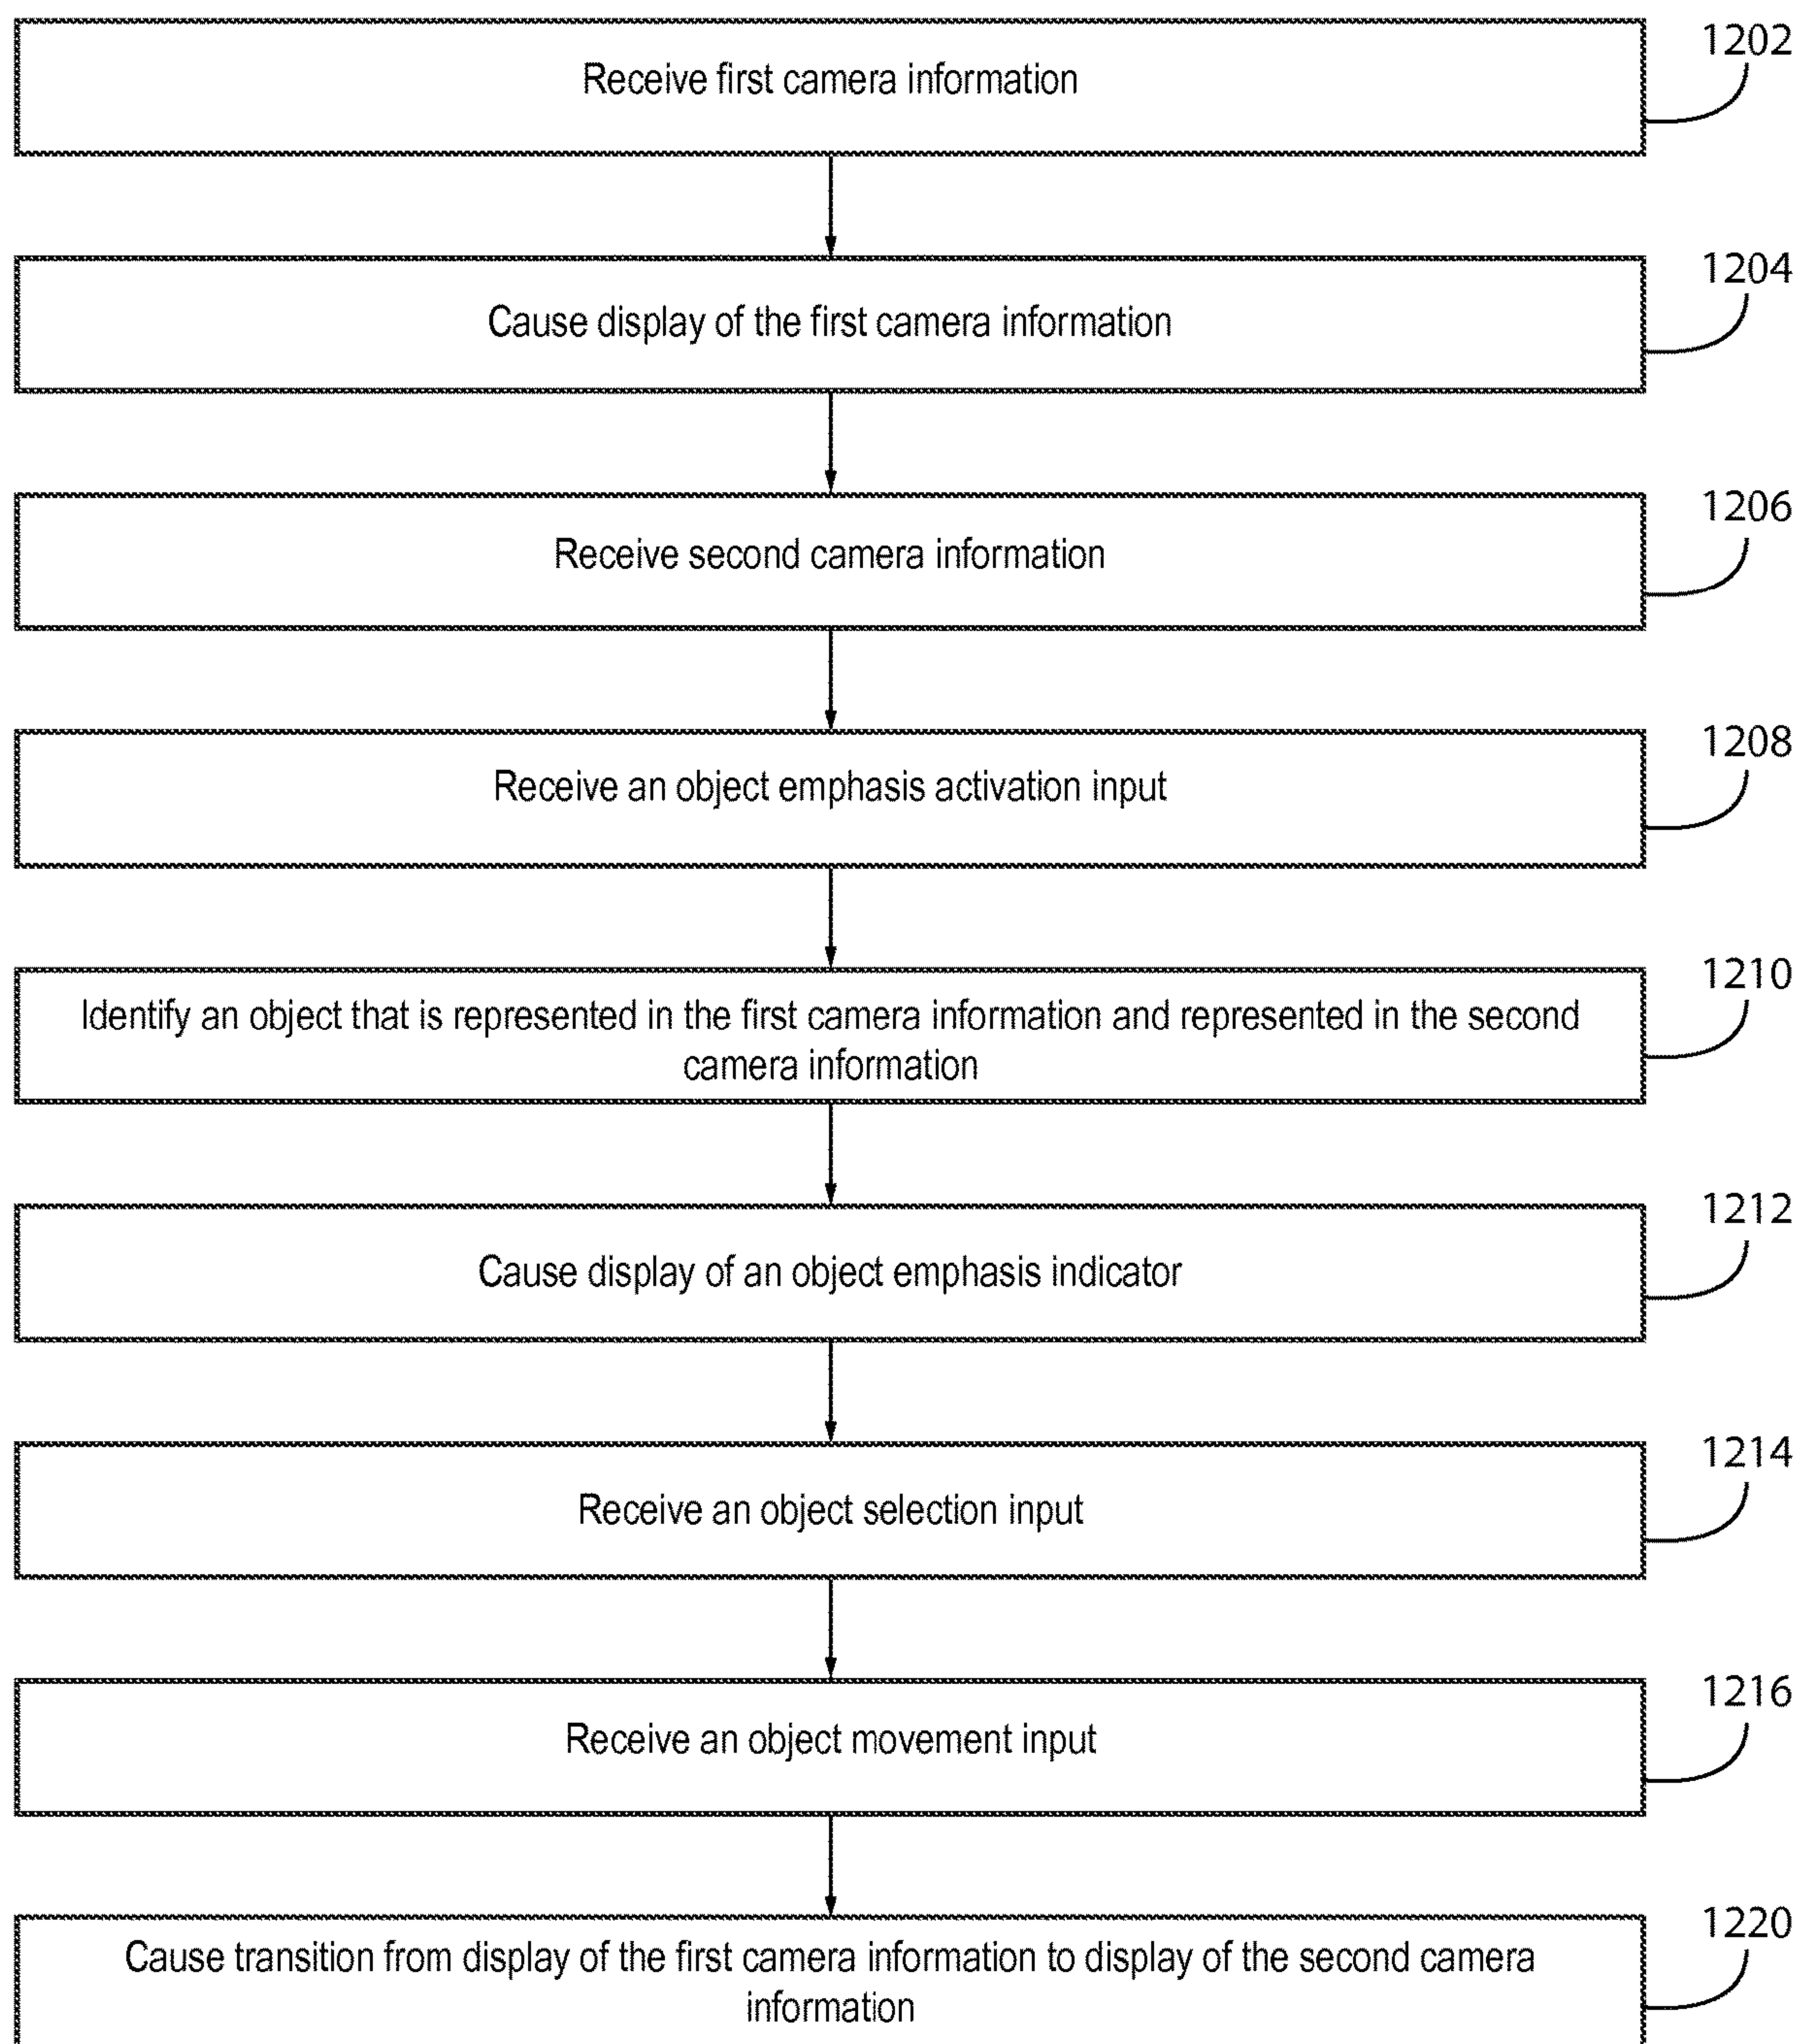 Receive first camera information
1202
Cause display of the first camera information
1204
Receive second camera information
1206
Receive an object emphasis activation input
1208
Identify an object that is represented in the first camera information and represented in the second
camera information
1210
Cause display of an object emphasis indicator
1212
Receive an object selection input
1214
Receive an object movement input
1216
Cause transition from display of the first camera information to display of the second camera
information
1220